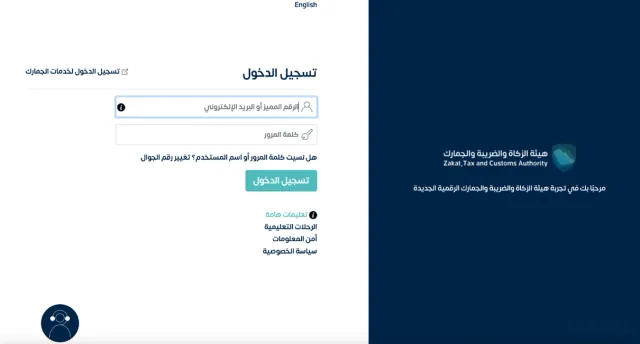 English
تسجيل الدخول
تسجيل الدخول لخدمات الجمارك
الرقم المميز أو البريد الإلكتروني
كلمة المرور
هل نسيت كلمة المرور أو اسم المستخدم؟ تغيير رقم الجوال
تسجيل الدخول
تعليمات هامة
الرحلات التعليمية
أمن المعلومات
سياسة الخصوصية
هيئة الزكاة والضريبة والجمارك
Zakat, Tax and Customs Authority
مرحبًا بك في تجربة هيئة الزكاة والضريبة والجمارك الرقمية الجديدة